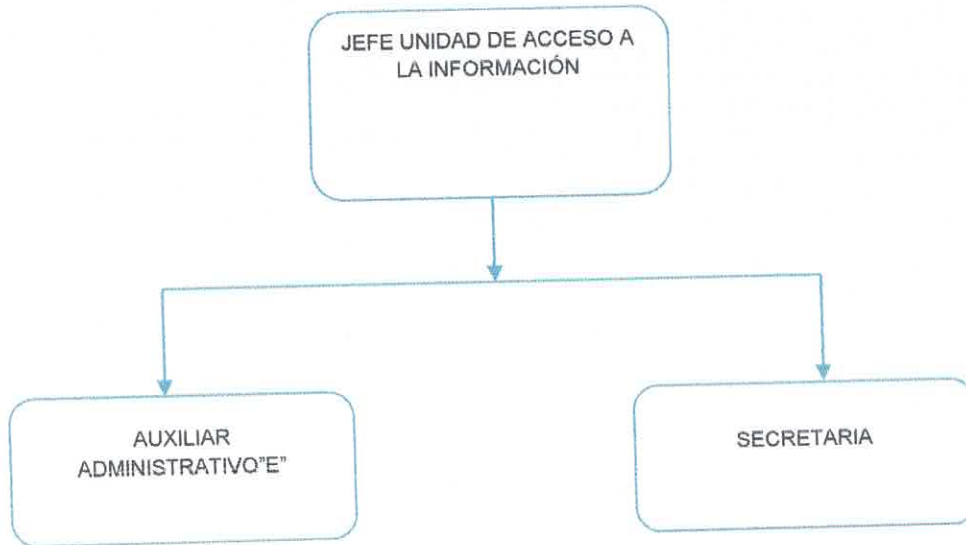 JEFE UNIDAD DE ACCESO A
LA INFORMACIÓN
AUXILIAR
ADMINISTRATIVO"E"
SECRETARIA